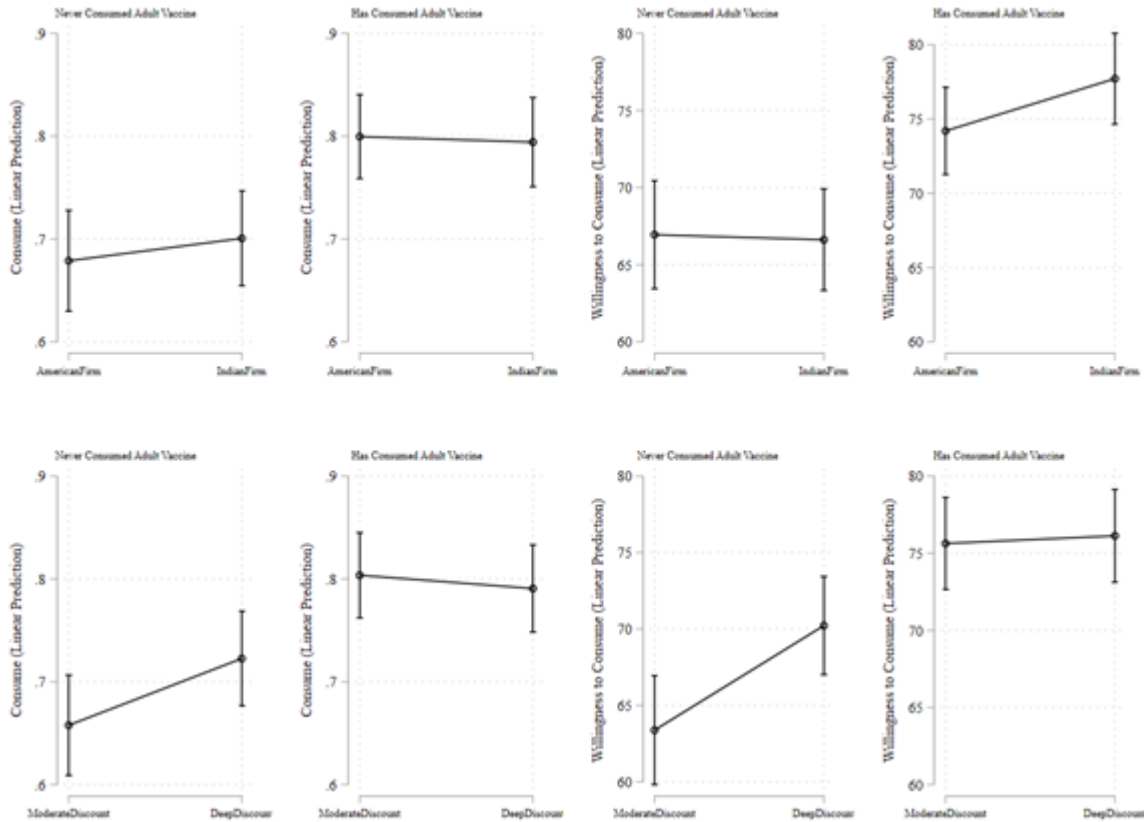 Never Consumed Adult Vaccine
.9
.8
.7
.6
Consume (Linear Prediction)
AmericanFirm IndianFirm
Has Consumed Adult Vaccine
.9
.8
.7
.6
Consume (Linear Prediction)
AmericanFirm IndianFirm
Never Consumed Adult Vaccine
80
75
70
65
60
Willingness to Consume (Linear Prediction)
AmericanFirm IndianFirm
Has Consumed Adult Vaccine
80
75
70
65
60
Willingness to Consume (Linear Prediction)
AmericanFirm IndianFirm
Never Consumed Adult Vaccine
.9
.8
.7
.6
Consume (Linear Prediction)
ModerateDiscount DeepDiscount
Has Consumed Adult Vaccine
.9
.8
.7
.6
Consume (Linear Prediction)
ModerateDiscount DeepDiscount
Never Consumed Adult Vaccine
80
75
70
65
60
Willingness to Consume (Linear Prediction)
ModerateDiscount DeepDiscount
Has Consumed Adult Vaccine
80
75
70
65
60
Willingness to Consume (Linear Prediction)
ModerateDiscount DeepDiscount